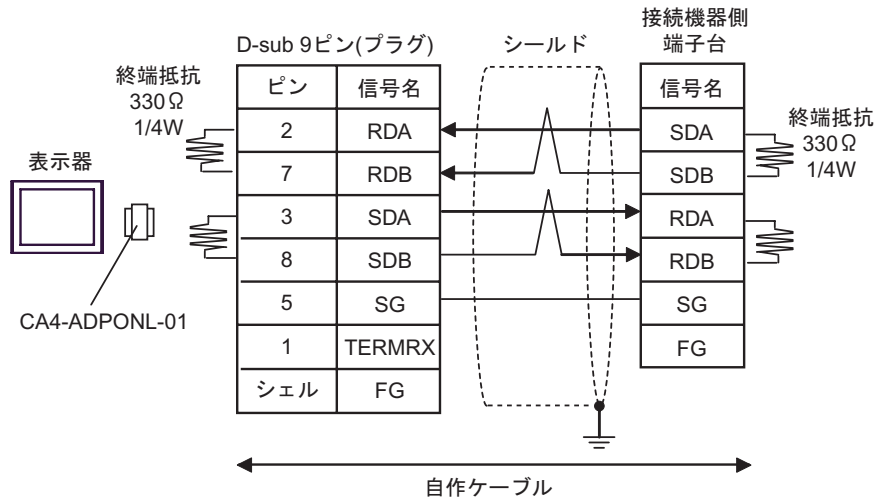 接続機器側
端子台
D-sub 9ピン(プラグ)
シールド
終端抵抗
330Ω
1/4W
ピン 信号名
信号名
2 RDA
SDA
終端抵抗
330Ω
1/4W
7 RDB
SDB
表示器
3 SDA
RDA
8 SDB
RDB
5 SG
SG
CA4-ADPONL-01
1 TERMRX
FG
シェル FG
自作ケーブル